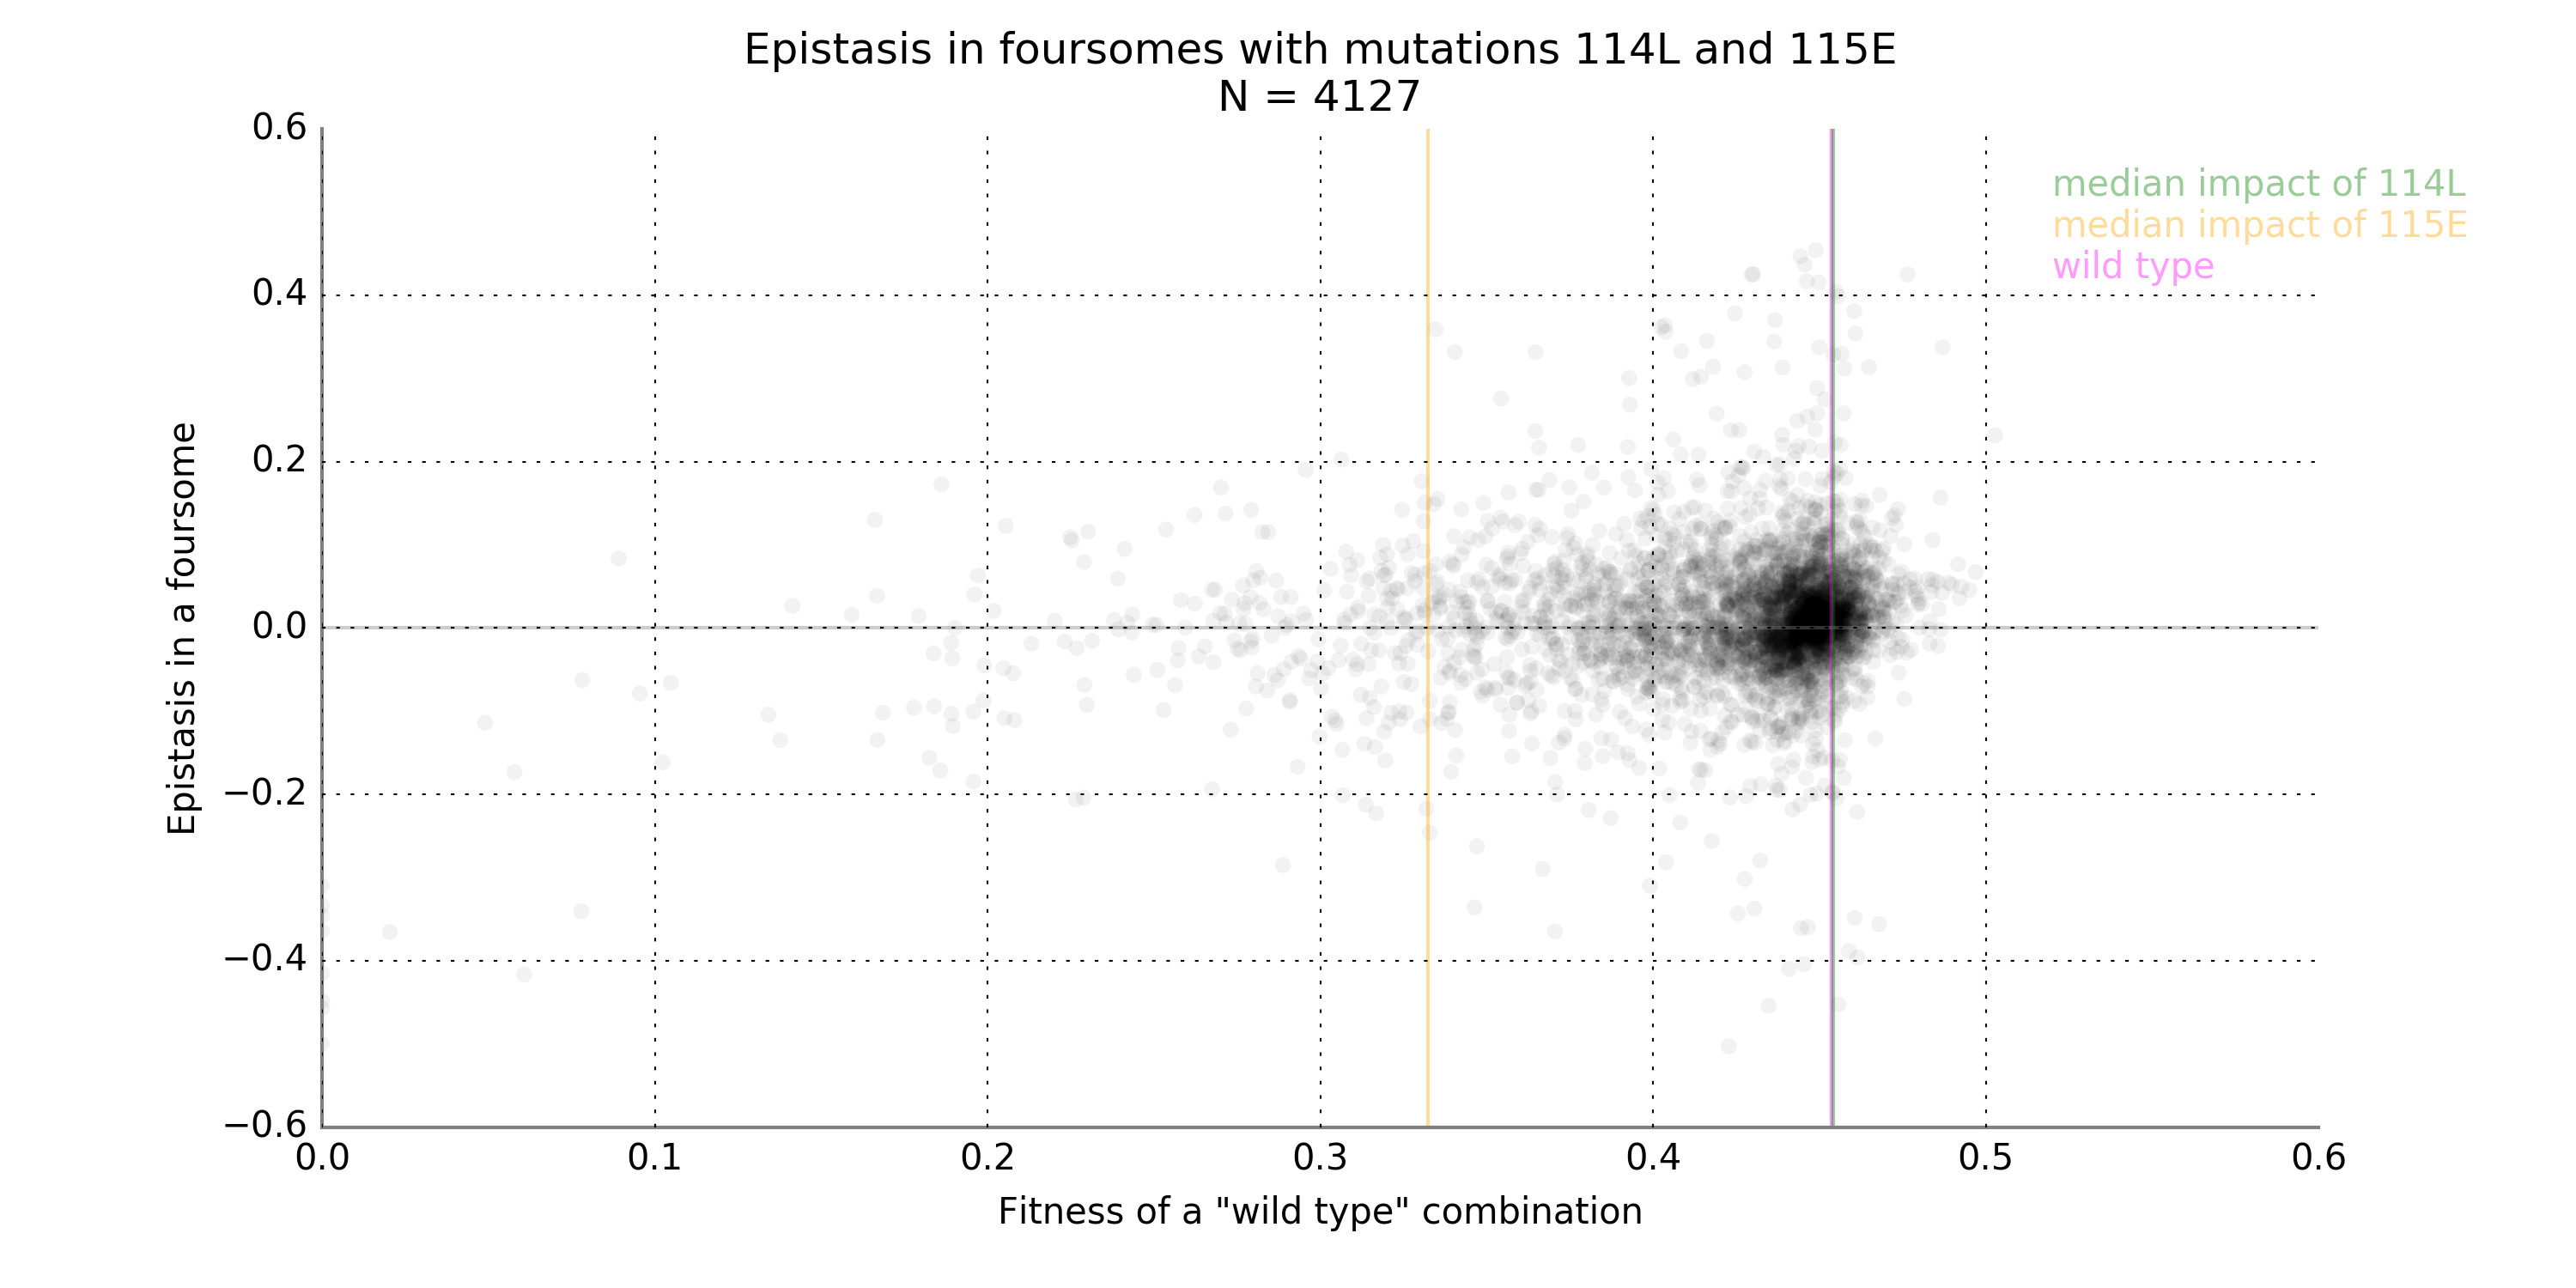 Epistasis in foursomes with mutations 114L and 115E
N = 4127
0.6
0.4
0.2
0.0
−0.2
−0.4
−0.6
Epistasis in a foursome
median impact of 114L
median impact of 115E
wild type
0.0 0.1 0.2 0.3 0.4 0.5 0.6
Fitness of a "wild type" combination